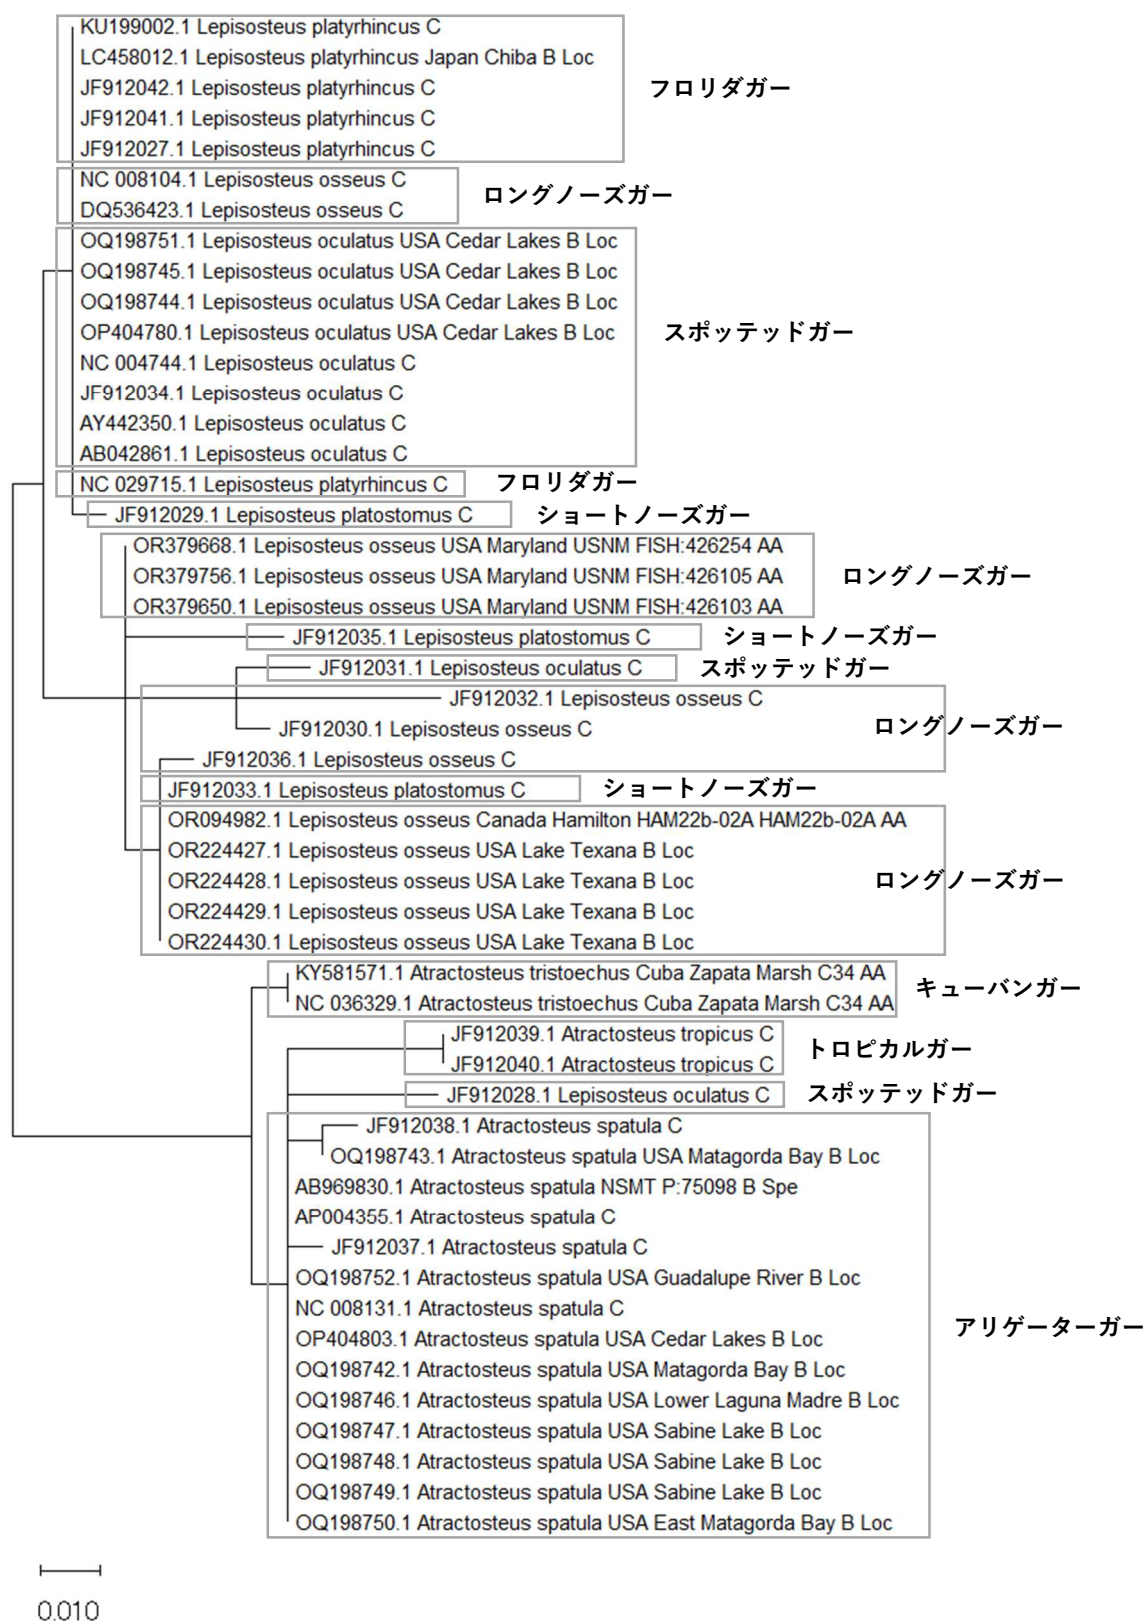 KU199002.1 Lepisosteus platyrhincus C
LC458012.1 Lepisosteus platyrhincus Japan Chiba B Loc
JF912042.1 Lepisosteus platyrhincus C
フロリダガー
JF912041.1 Lepisosteus platyrhincus C
JF912027.1 Lepisosteus platyrhincus C
NC 008104.1 Lepisosteus osseus C
ロングノーズガー
DQ536423.1 Lepisosteus osseus C
OQ198751.1 Lepisosteus oculatus USA Cedar Lakes B Loc
OQ198745.1 Lepisosteus oculatus USA Cedar Lakes B Loc
OQ198744.1 Lepisosteus oculatus USA Cedar Lakes B Loc
OP404780.1 Lepisosteus oculatus USA Cedar Lakes B Loc
スポッテッドガー
NC 004744.1 Lepisosteus oculatus C
JF912034.1 Lepisosteus oculatus C
AY442350.1 Lepisosteus oculatus C
AB042861.1 Lepisosteus oculatus C
NC 029715.1 Lepisosteus platyrhincus C
フロリダガー
JF912029.1 Lepisosteus platostomus C
ショートノーズガー
OR379668.1 Lepisosteus osseus USA Maryland USNM FISH:426254 AA
OR379756.1 Lepisosteus osseus USA Maryland USNM FISH:426105 AA
ロングノーズガー
OR379650.1 Lepisosteus osseus USA Maryland USNM FISH:426103 AA
JF912035.1 Lepisosteus platostomus C
ショートノーズガー
JF912031.1 Lepisosteus oculatus C
スポッテッドガー
JF912032.1 Lepisosteus osseus C
JF912030.1 Lepisosteus osseus C
ロングノーズガー
JF912036.1 Lepisosteus osseus C
JF912033.1 Lepisosteus platostomus C
ショートノーズガー
OR094982.1 Lepisosteus osseus Canada Hamilton HAM22b-02A HAM22b-02A AA
OR224427.1 Lepisosteus osseus USA Lake Texana B Loc
OR224428.1 Lepisosteus osseus USA Lake Texana B Loc
ロングノーズガー
OR224429.1 Lepisosteus osseus USA Lake Texana B Loc
OR224430.1 Lepisosteus osseus USA Lake Texana B Loc
KY581571.1 Atractosteus tristoechus Cuba Zapata Marsh C34 AA
キューバンガー
NC 036329.1 Atractosteus tristoechus Cuba Zapata Marsh C34 AA
JF912039.1 Atractosteus tropicus C
トロピカルガー
JF912040.1 Atractosteus tropicus C
JF912028.1 Lepisosteus oculatus C
スポッテッドガー
JF912038.1 Atractosteus spatula C
OQ198743.1 Atractosteus spatula USA Matagorda Bay B Loc
AB969830.1 Atractosteus spatula NSMT P:75098 B Spe
AP004355.1 Atractosteus spatula C
JF912037.1 Atractosteus spatula C
OQ198752.1 Atractosteus spatula USA Guadalupe River B Loc
NC 008131.1 Atractosteus spatula C
アリゲーターガー
OP404803.1 Atractosteus spatula USA Cedar Lakes B Loc
OQ198742.1 Atractosteus spatula USA Matagorda Bay B Loc
OQ198746.1 Atractosteus spatula USA Lower Laguna Madre B Loc
OQ198747.1 Atractosteus spatula USA Sabine Lake B Loc
OQ198748.1 Atractosteus spatula USA Sabine Lake B Loc
OQ198749.1 Atractosteus spatula USA Sabine Lake B Loc
OQ198750.1 Atractosteus spatula USA East Matagorda Bay B Loc
0.010